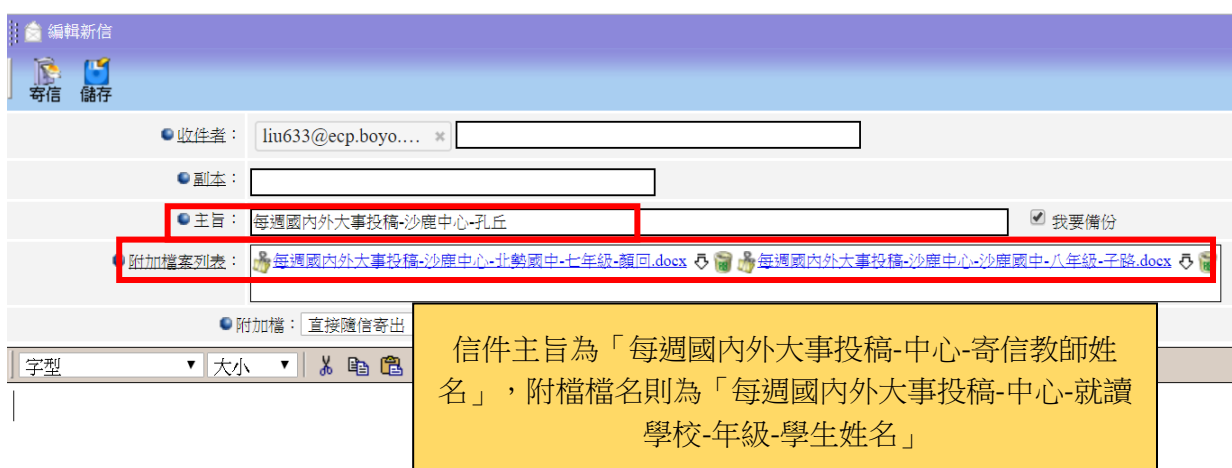 編輯新信
寄信 儲存
收件者： liu633@ecp.boyo.... ×
副本：
主旨： 每週國內外大事投稿-沙鹿中心-孔丘 我要備份
附加檔案列表： 每週國內外大事投稿-沙鹿中心-北勢國中-七年級-顏回.docx 每週國內外大事投稿-沙鹿中心-沙鹿國中-八年級-子路.docx
附加檔： 直接隨信寄出
字型 大小
信件主旨為「每週國內外大事投稿-中心-寄信教師姓
名」，附檔檔名則為「每週國內外大事投稿-中心-就讀
學校-年級-學生姓名」